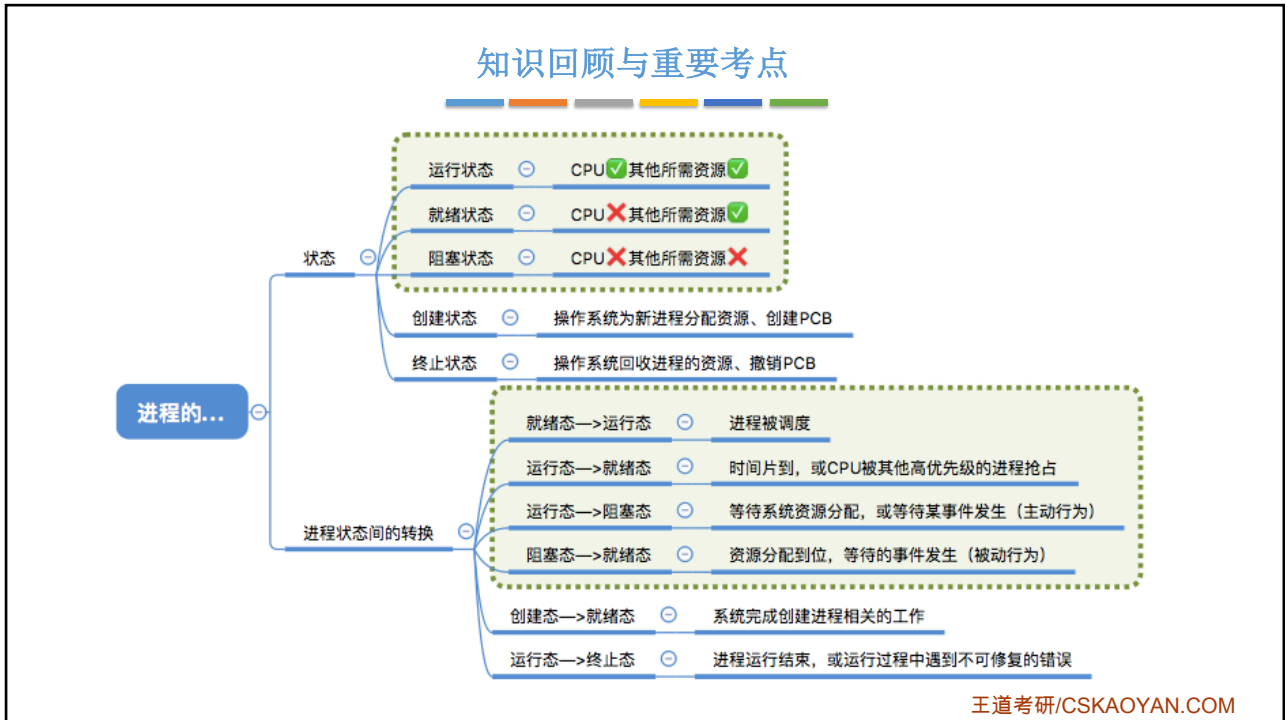 知识回顾与重要考点
运行状态 CPU✅其他所需资源✅
就绪状态 CPU❌其他所需资源✅
状态
阻塞状态 CPU❌其他所需资源❌
创建状态 操作系统为新进程分配资源、创建PCB
终止状态 操作系统回收进程的资源、撤销PCB
进程的...
就绪态—>运行态 进程被调度
运行态—>就绪态 时间片到，或CPU被其他高优先级的进程抢占
运行态—>阻塞态 等待系统资源分配，或等待某事件发生（主动行为）
进程状态间的转换
阻塞态—>就绪态 资源分配到位，等待的事件发生（被动行为）
创建态—>就绪态 系统完成创建进程相关的工作
运行态—>终止态 进程运行结束，或运行过程中遇到不可修复的错误
王道考研/CSKAOYAN.COM